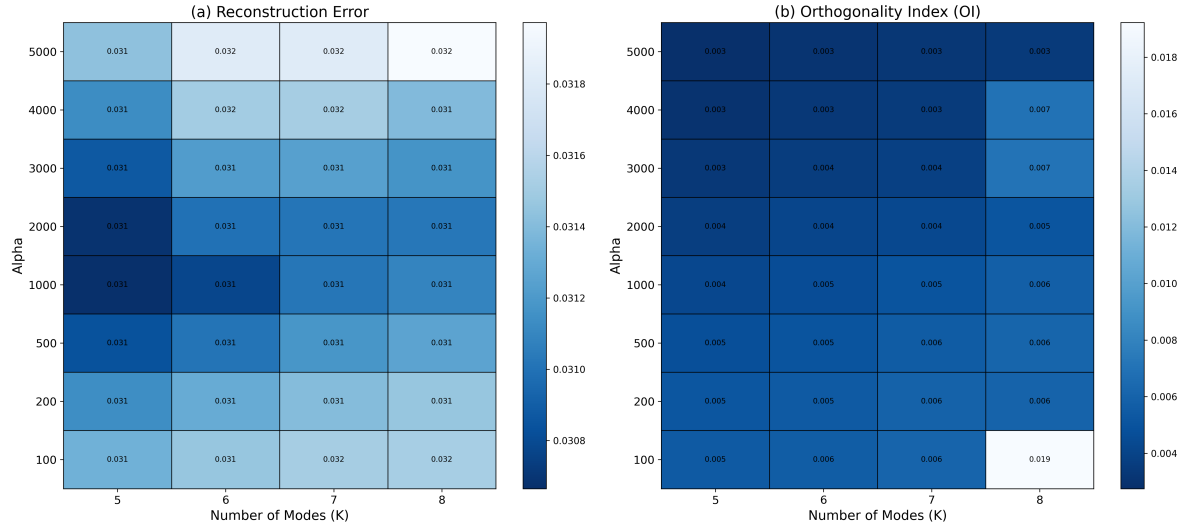 (a) Reconstruction Error
5000 0.031 0.032 0.032 0.032
4000 0.031 0.032 0.032 0.031
3000 0.031 0.031 0.031 0.031
2000 0.031 0.031 0.031 0.031
1000 0.031 0.031 0.031 0.031
500 0.031 0.031 0.031 0.031
200 0.031 0.031 0.031 0.031
100 0.031 0.031 0.032 0.032
5 6 7 8
Number of Modes (K)
Alpha
0.0318
0.0316
0.0314
0.0312
0.0310
0.0308
(b) Orthogonality Index (OI)
5000 0.003 0.003 0.003 0.003
4000 0.003 0.003 0.003 0.007
3000 0.003 0.004 0.004 0.007
2000 0.004 0.004 0.004 0.005
1000 0.004 0.005 0.005 0.006
500 0.005 0.005 0.006 0.006
200 0.005 0.005 0.006 0.006
100 0.005 0.006 0.006 0.019
5 6 7 8
Number of Modes (K)
Alpha
0.018
0.016
0.014
0.012
0.010
0.008
0.006
0.004